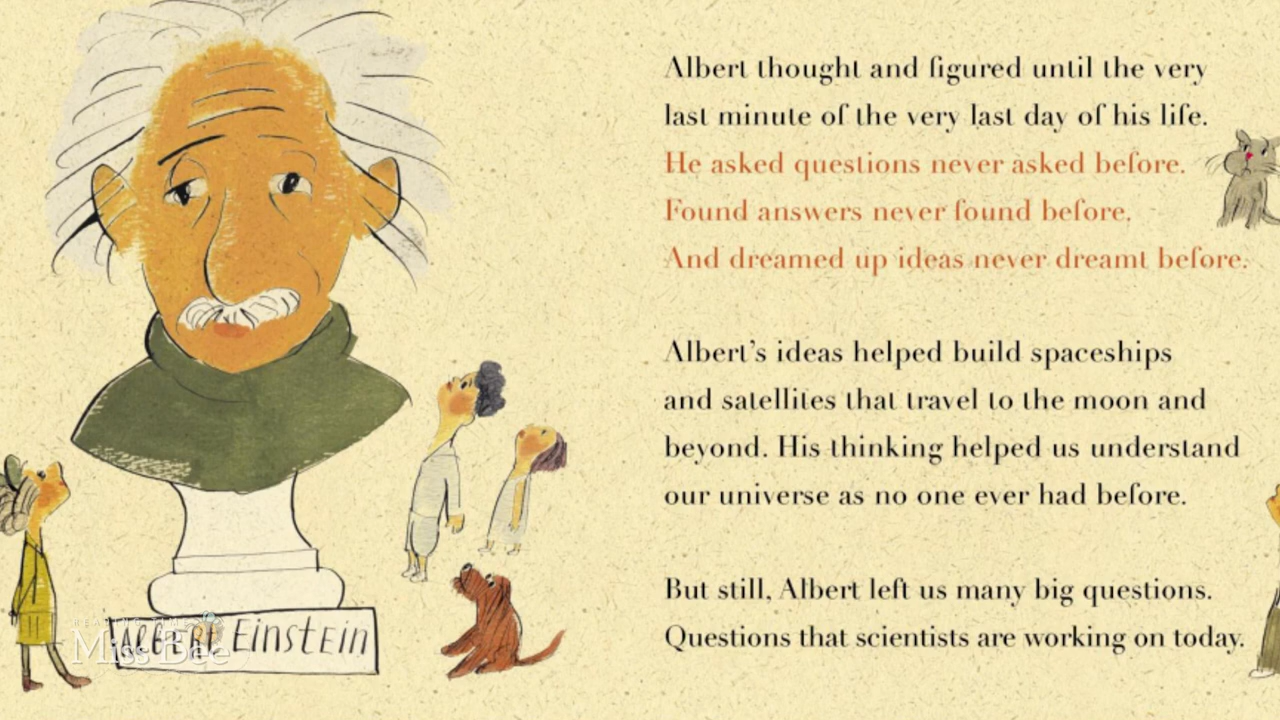 Albert thought and figured until the very
last minute of the very last day of his life.
He asked questions never asked before.
Found answers never found before.
And dreamed up ideas never dreamt before.
Albert's ideas helped build spaceships
and satellites that travel to the moon and
beyond. His thinking helped us understand
our universe as no one ever had before.
But still, Albert left us many big questions.
Questions that scientists are working on today.
READING TIME
Miss Bee
ALBERT EinstEin